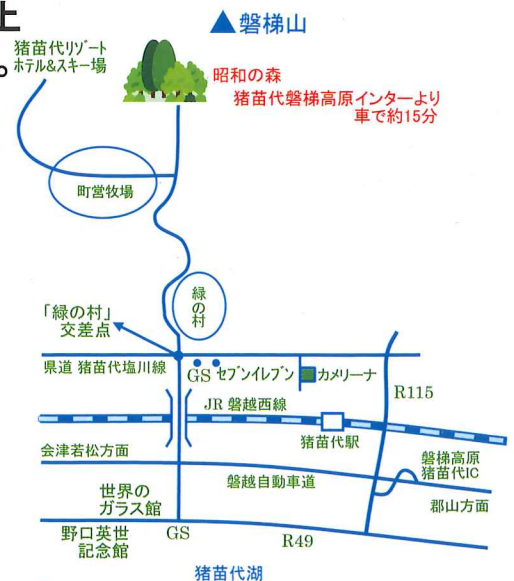 上
。
▲磐梯山
猪苗代リゾート
ホテル&スキー場
昭和の森
猪苗代磐梯高原インターより
車で約15分
町営牧場
緑の村
「緑の村」
交差点
県道 猪苗代塩川線
GS
セブンイレブン
カメリーナ
R115
JR 磐越西線
猪苗代駅
会津若松方面
磐越自動車道
磐梯高原
猪苗代IC
郡山方面
世界の
ガラス館
野口英世
記念館
GS
R49
猪苗代湖